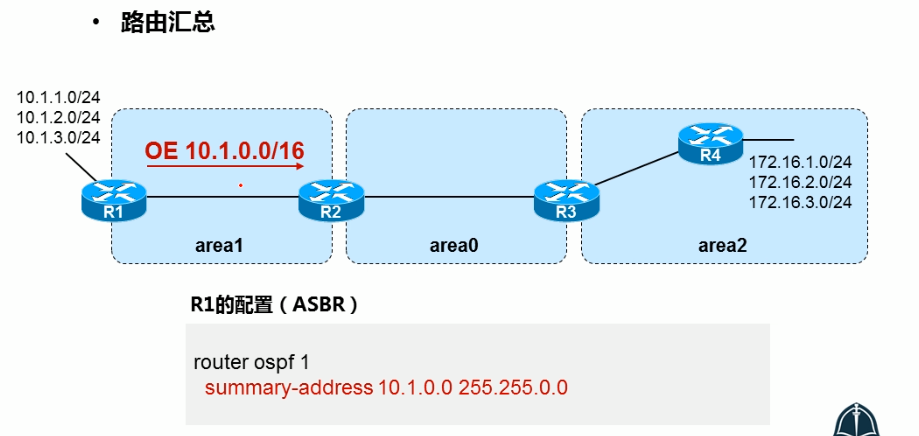 • 路由汇总
10.1.1.0/24
10.1.2.0/24
10.1.3.0/24
OE 10.1.0.0/16
R1
R2
R3
R4
172.16.1.0/24
172.16.2.0/24
172.16.3.0/24
area1
area0
area2
R1的配置（ASBR）
router ospf 1
summary-address 10.1.0.0 255.255.0.0